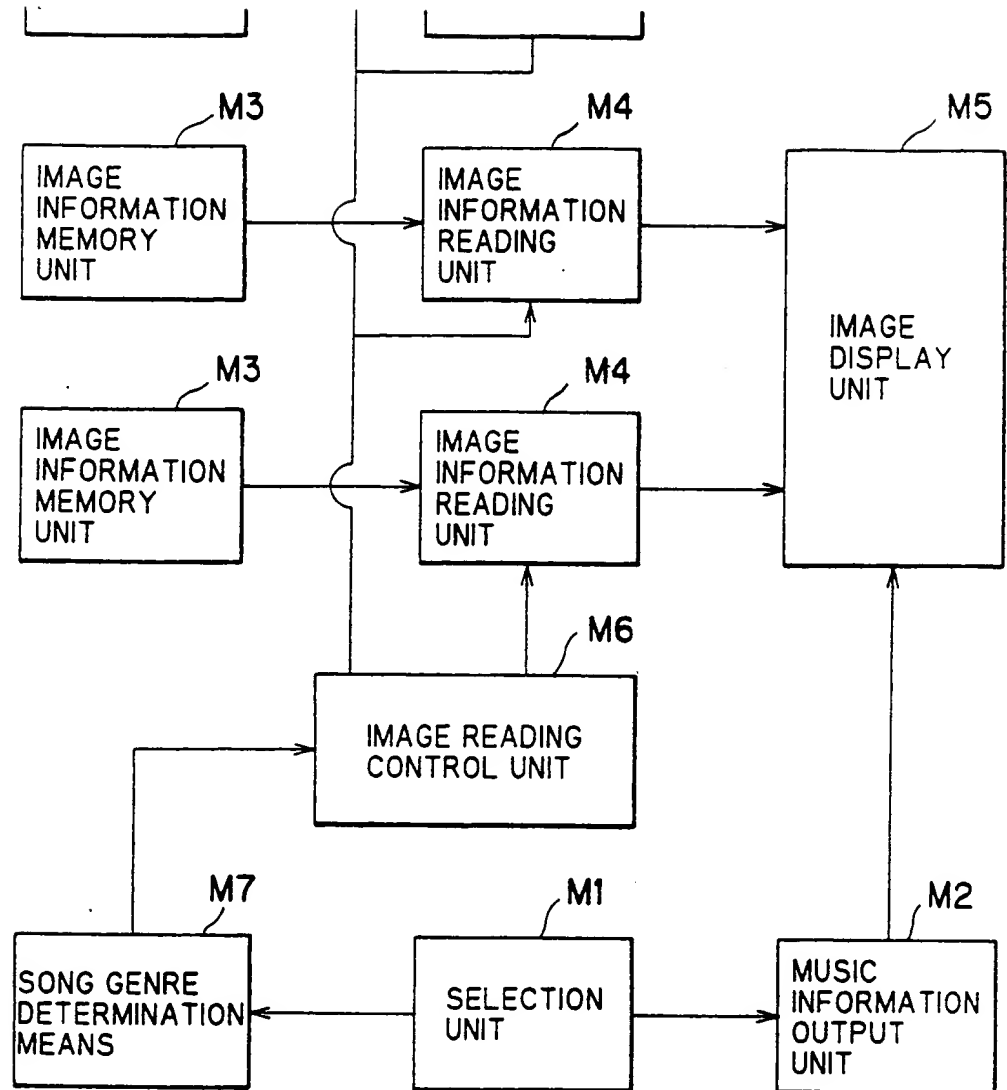 M3
M4
M5
IMAGE
INFORMATION
MEMORY
UNIT
IMAGE
INFORMATION
READING
UNIT
IMAGE
DISPLAY
UNIT
M3
M4
IMAGE
INFORMATION
MEMORY
UNIT
IMAGE
INFORMATION
READING
UNIT
M6
IMAGE READING
CONTROL UNIT
M7
M1
M2
SONG GENRE
DETERMINATION
MEANS
SELECTION
UNIT
MUSIC
INFORMATION
OUTPUT
UNIT